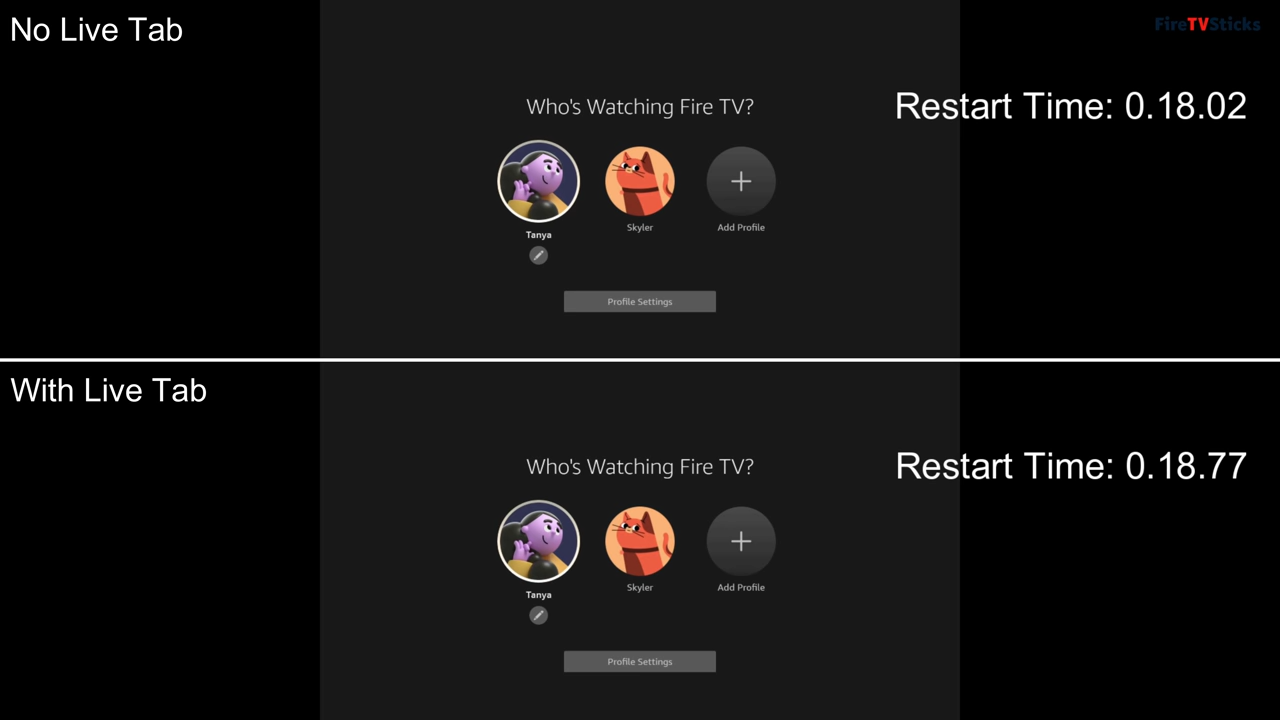 No Live Tab
FireTVSticks
Who's Watching Fire TV?
Restart Time: 0.18.02
Tanya
Skyler
Add Profile
Profile Settings
With Live Tab
Who's Watching Fire TV?
Restart Time: 0.18.77
Tanya
Skyler
Add Profile
Profile Settings